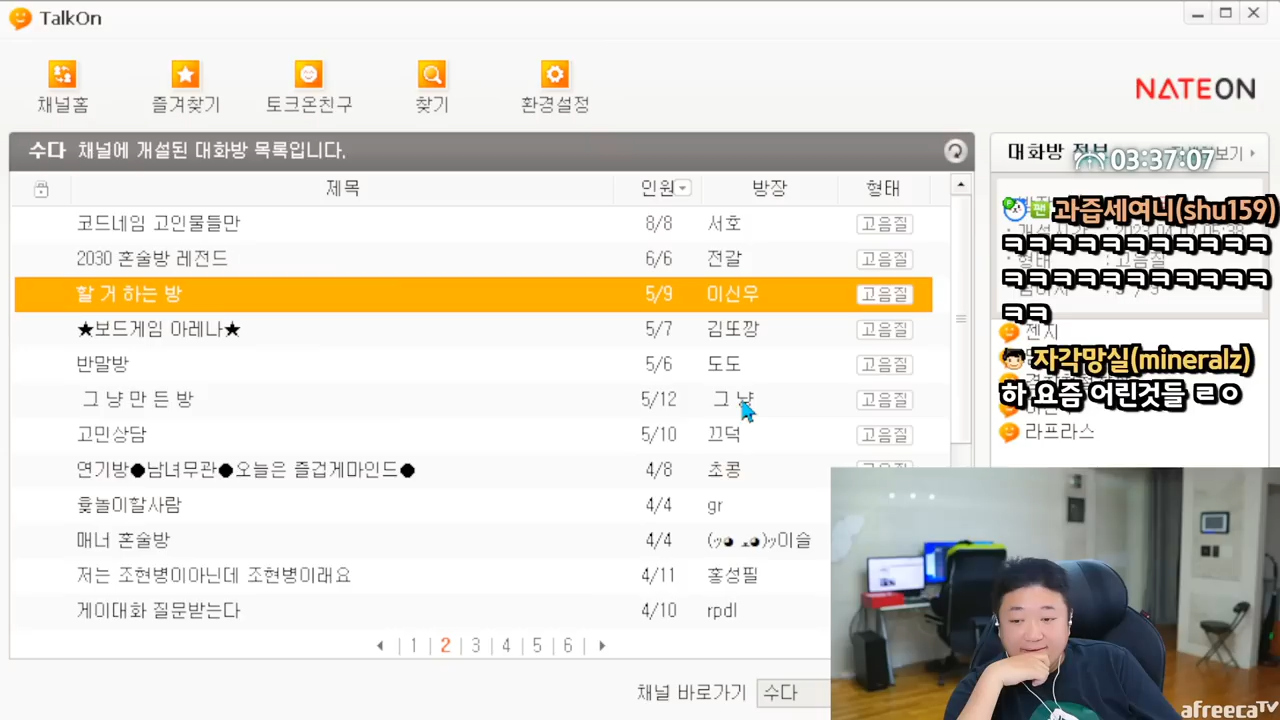 TalkOn
채널홈
즐겨찾기
토크온친구
찾기
환경설정
NATEON
수다 채널에 개설된 대화방 목록입니다.
제목 인원 방장 형태
코드네임 고인물들만 8/8 서호 고음질
2030 혼술방 레전드 6/6 전갈 고음질
할 거 하는 방 5/9 이신우 고음질
★보드게임 아레나★ 5/7 김또깡 고음질
반말방 5/6 도도 고음질
그 냥 만 든 방 5/12 그 냥 고음질
고민상담 5/10 끄덕 고음질
연기방●남녀무관●오늘은 즐겁게마인드● 4/8 초콩
윷놀이할사람 4/4 gr
매너 혼술방 4/4 이슬
저는 조현병이아닌데 조현병이래요 4/11 홍성필
게이대화 질문받는다 4/10 rpdl
1 2 3 4 5 6
채널 바로가기 수다
대화방 정보
03:37:07
과즙세여니(shu159)
ㅋㅋㅋㅋㅋㅋㅋㅋㅋㅋㅋ
ㅋㅋㅋㅋㅋㅋㅋㅋㅋㅋㅋ
ㅋㅋ
젠지
자각망실(mineralz)
하 요즘 어린것들 ㄹㅇ
라프라스
afreecaTV